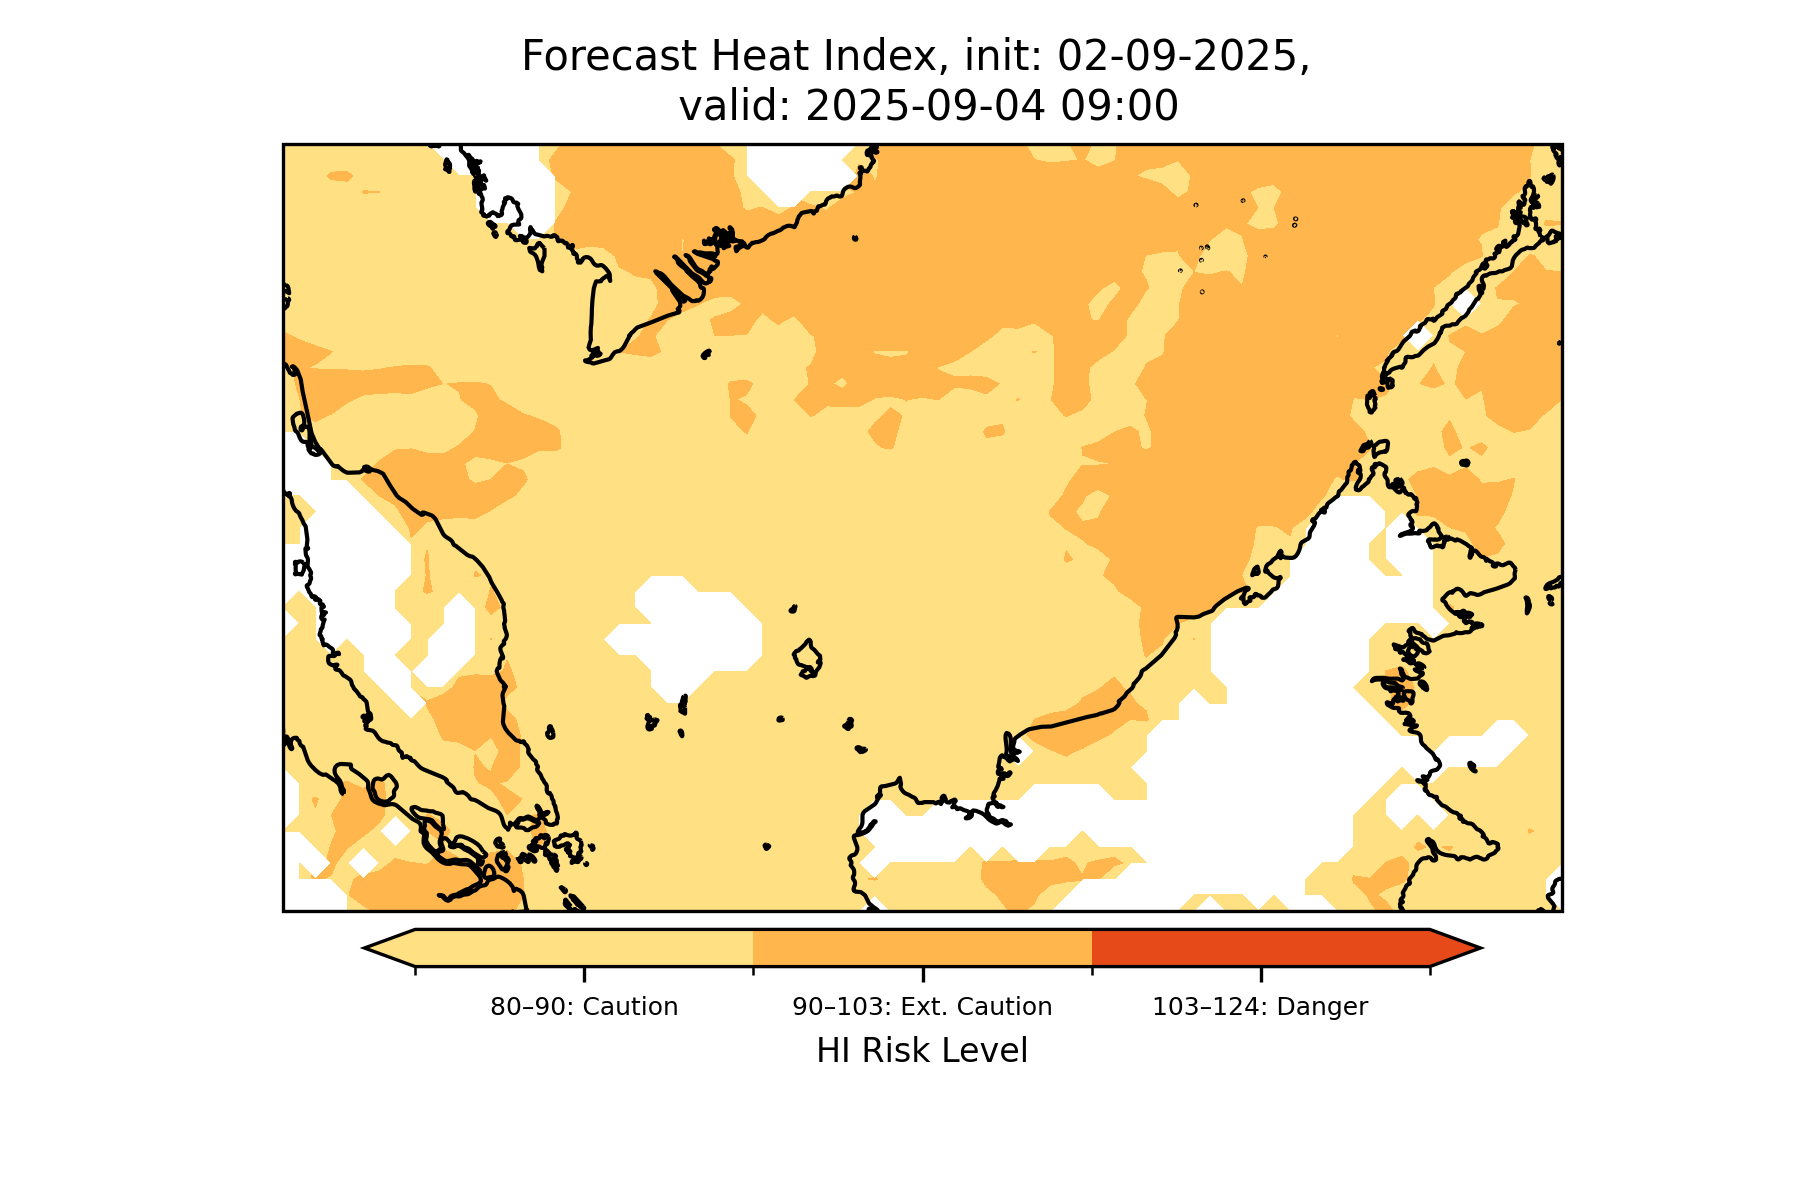 Forecast Heat Index, init: 02-09-2025,
valid: 2025-09-04 09:00
80–90: Caution
90–103: Ext. Caution
103–124: Danger
HI Risk Level